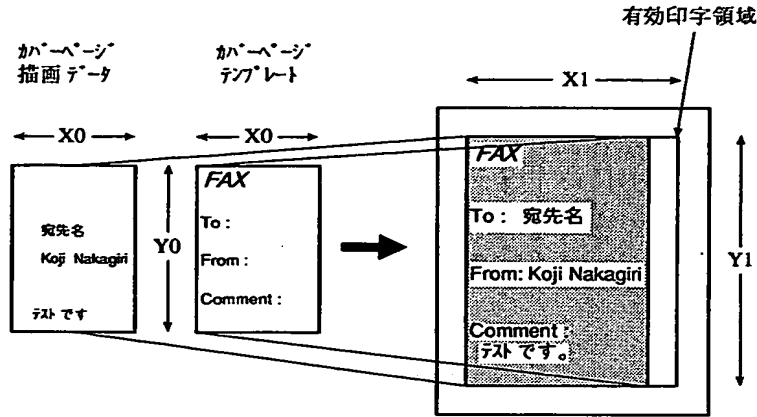 有効印字領域
カバーページ
描画データ
カバーページ
テンプレート
X0
X0
X1
宛先名
Koji Nakagiri
テストです
Y0
FAX
To :
From :
Comment :
FAX
To : 宛先名
From: Koji Nakagiri
Comment :
テストです。
Y1